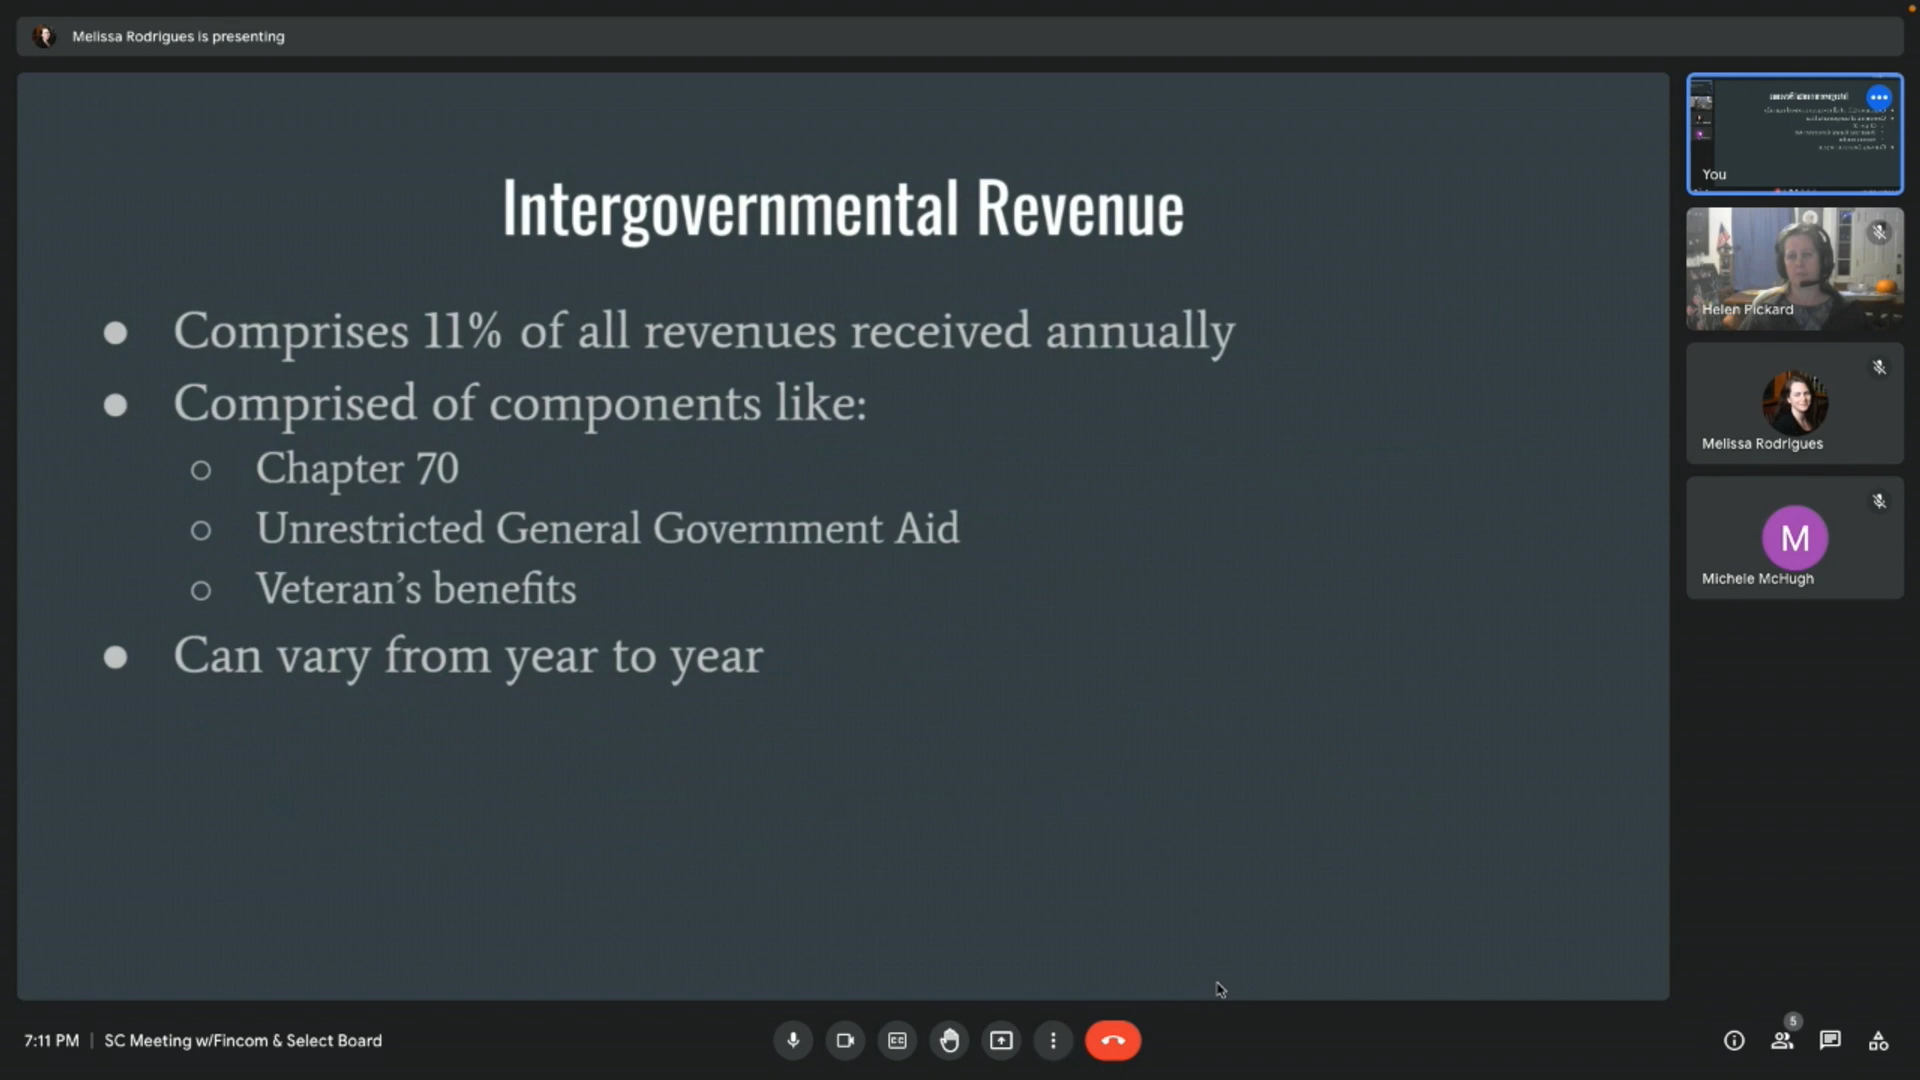 Melissa Rodrigues is presenting
Intergovernmental Revenue
● Comprises 11% of all revenues received annually
● Comprised of components like:
○ Chapter 70
○ Unrestricted General Government Aid
○ Veteran’s benefits
● Can vary from year to year
You
Helen Pickard
Melissa Rodrigues
M
Michele McHugh
7:11 PM | SC Meeting w/Fincom & Select Board
CC
5